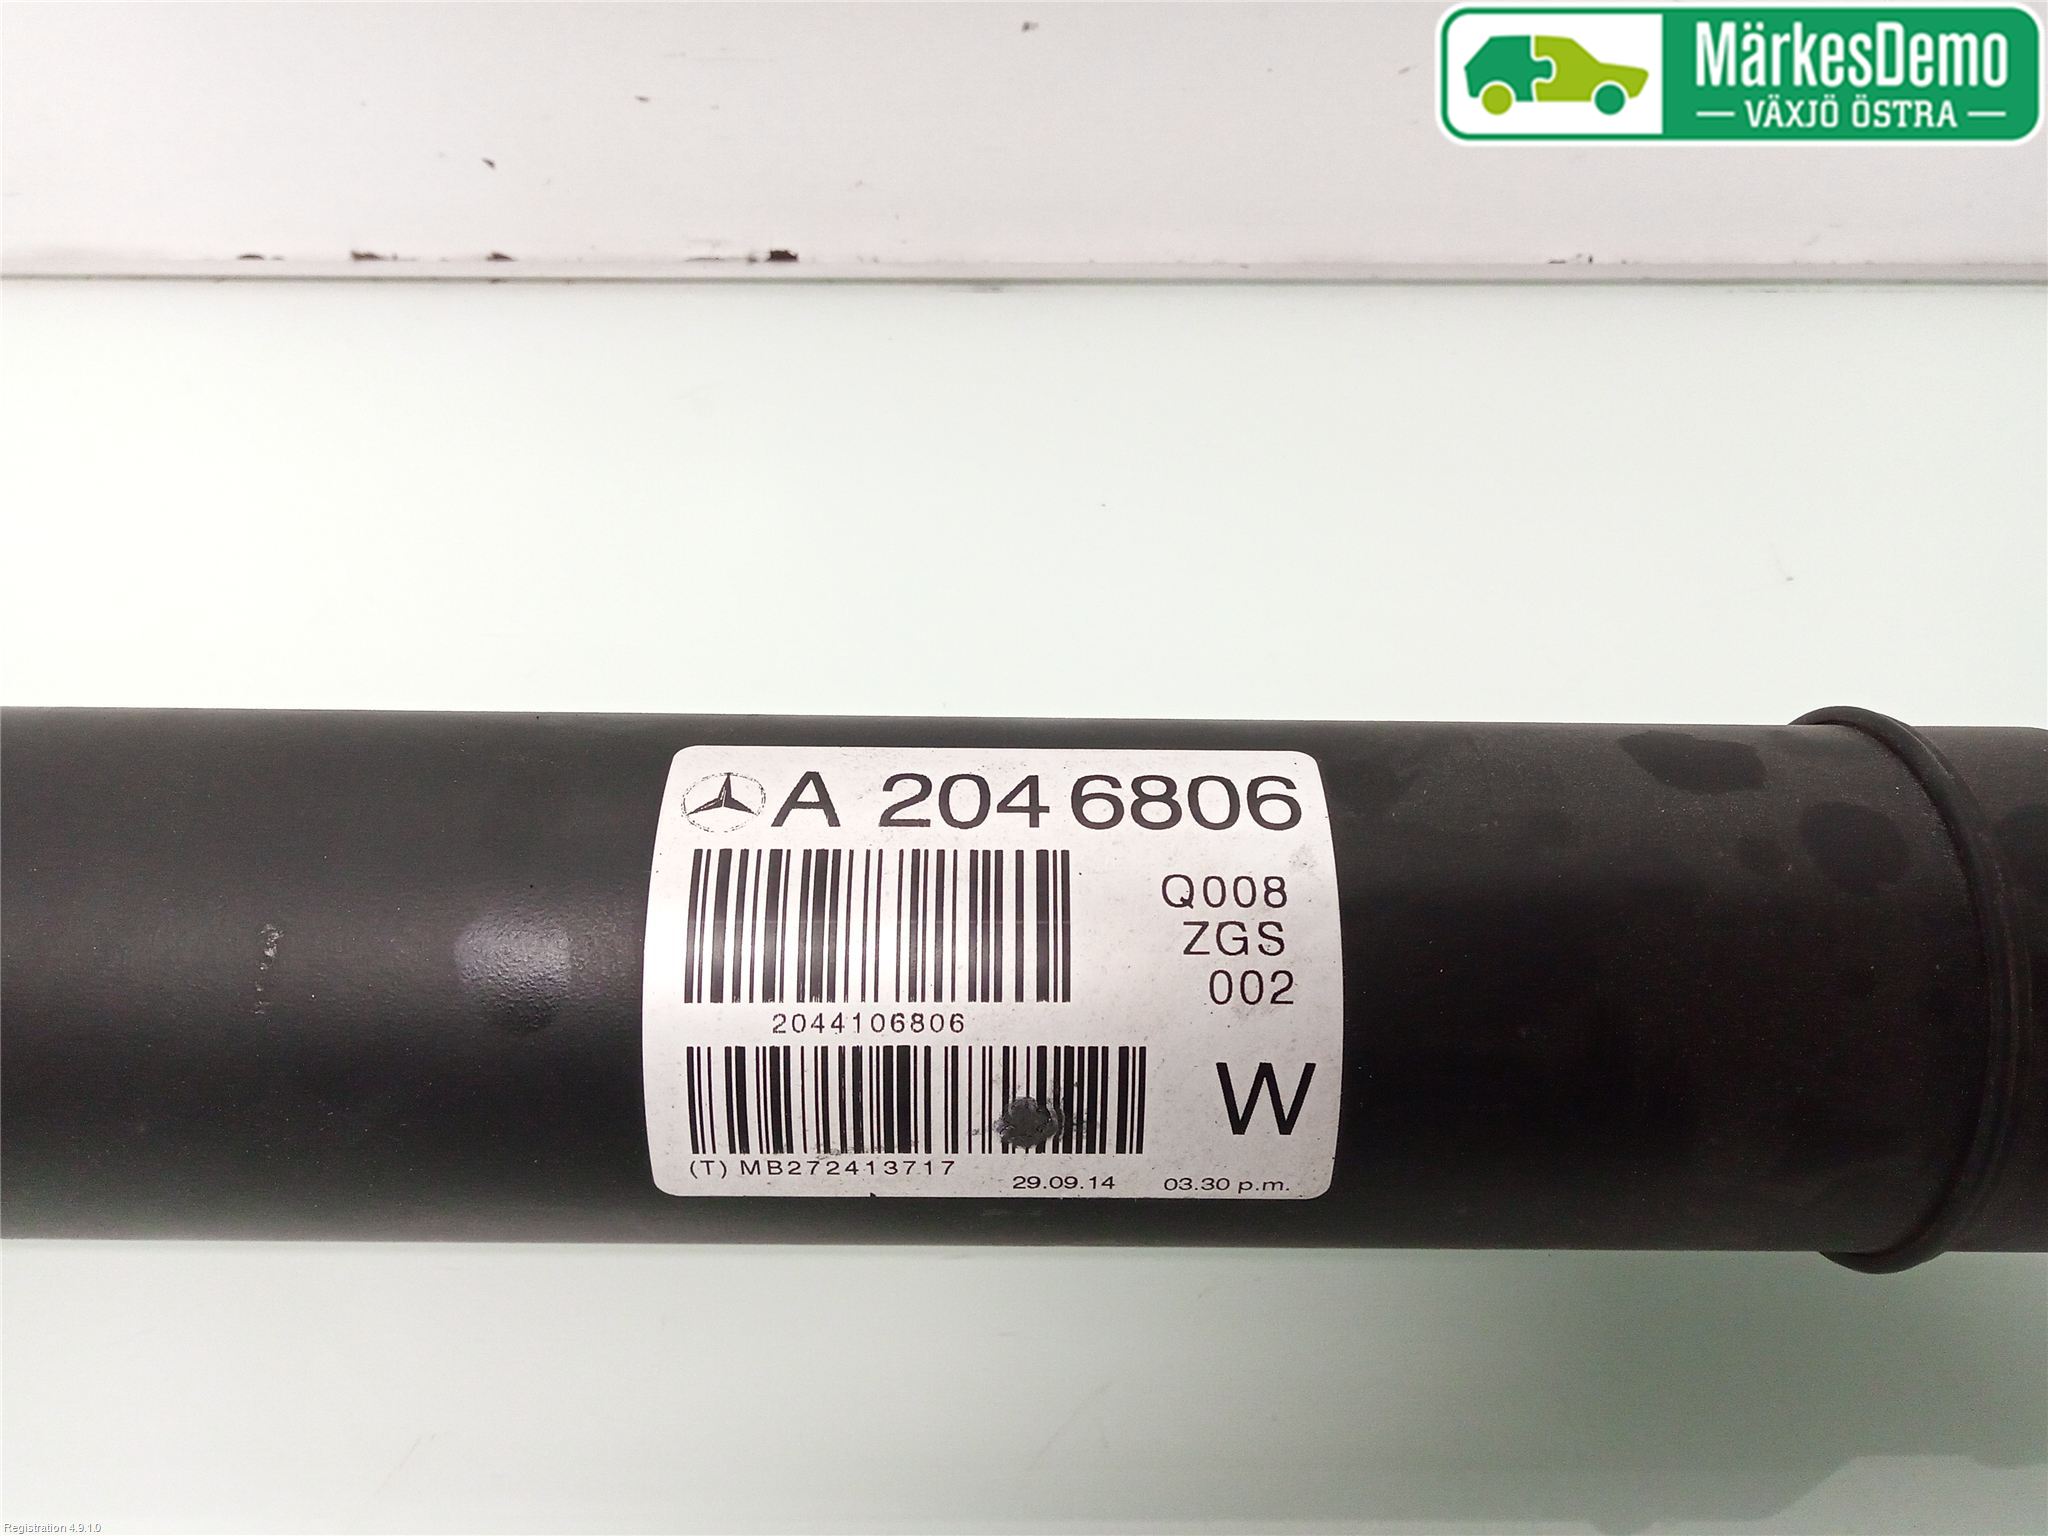 MärkesDemo
VÄXJÖ ÖSTRA
A 204 6806
Q008
ZGS
002
2044106806
W
(T) MB272413717
29.09.14 03.30 p.m.
Registration 4.9.1.0